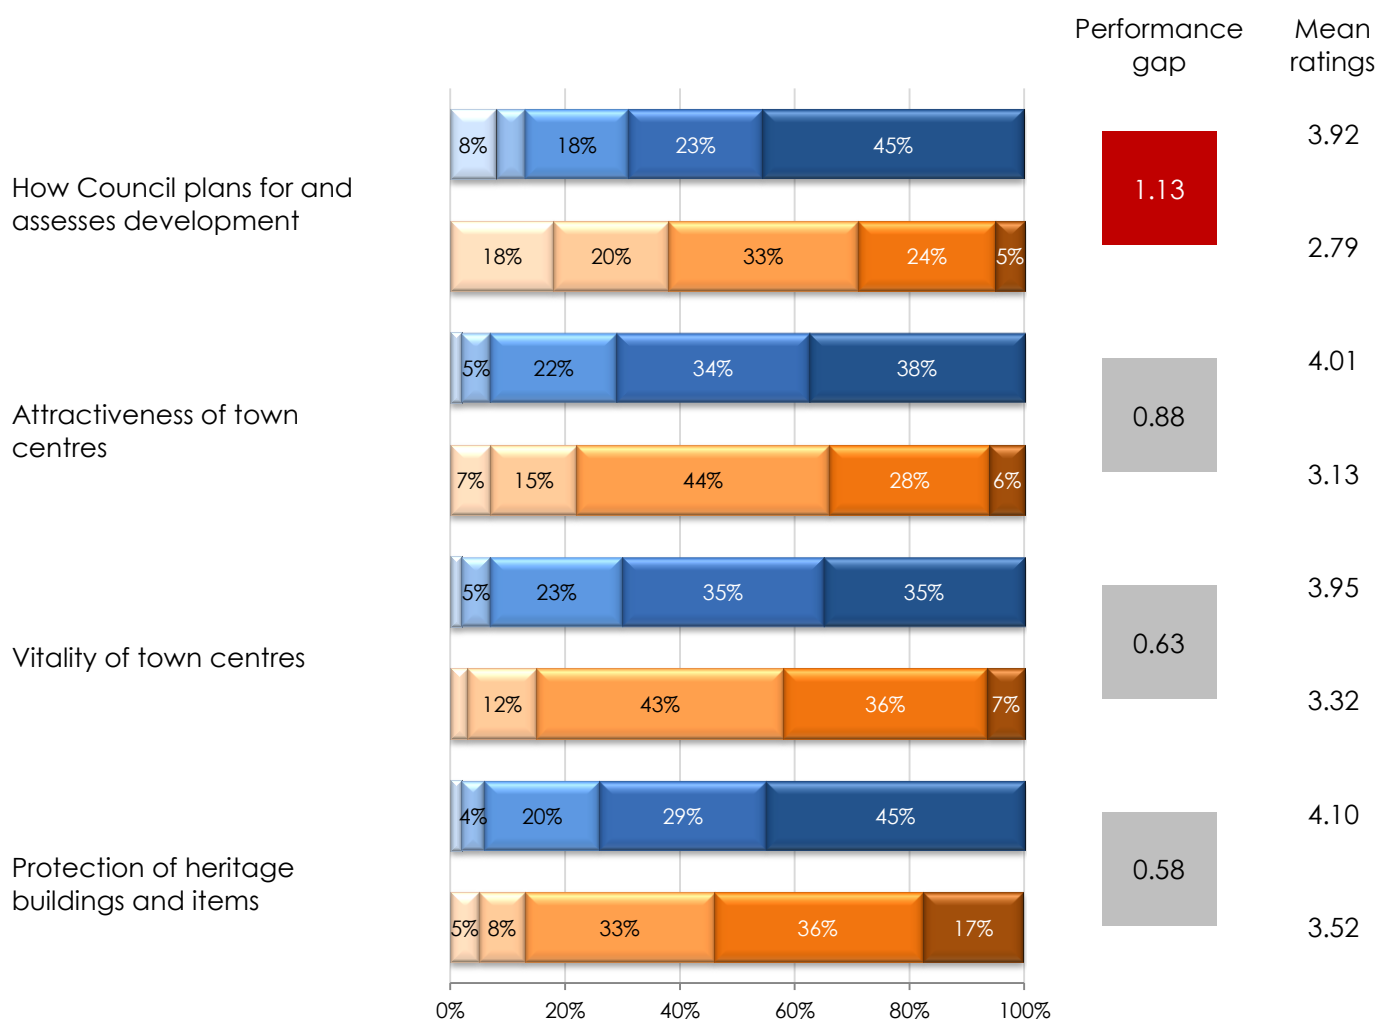 Performance
gap
Mean
ratings
How Council plans for and
assesses development
8% 18% 23% 45%
18% 20% 33% 24% 5%
1.13
3.92
2.79
Attractiveness of town
centres
5% 22% 34% 38%
7% 15% 44% 28% 6%
0.88
4.01
3.13
Vitality of town centres
5% 23% 35% 35%
12% 43% 36% 7%
0.63
3.95
3.32
Protection of heritage
buildings and items
4% 20% 29% 45%
5% 8% 33% 36% 17%
0.58
4.10
3.52
0% 20% 40% 60% 80% 100%